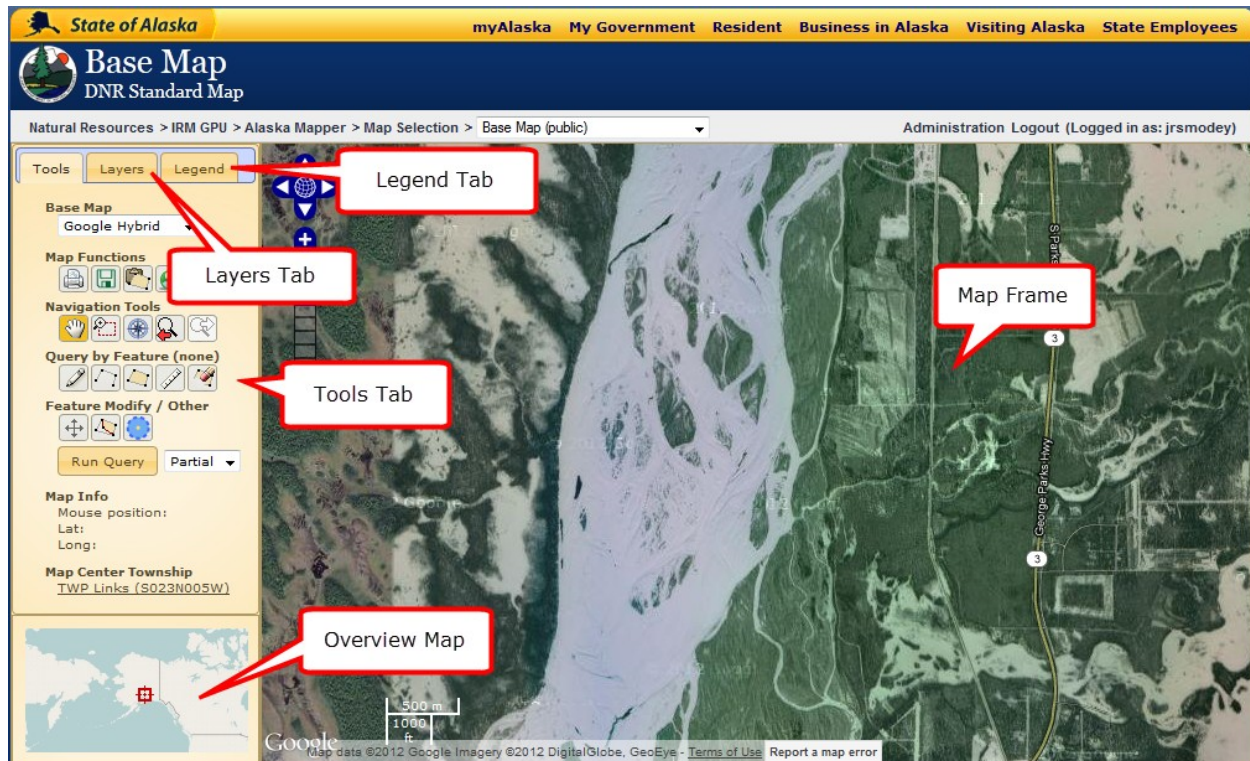 State of Alaska
myAlaska My Government Resident Business in Alaska Visiting Alaska State Employees
Base Map
DNR Standard Map
Natural Resources > IRM GPU > Alaska Mapper > Map Selection > Base Map (public)
Administration Logout (Logged in as: jrsmodey)
Tools Layers Legend
Legend Tab
Base Map
Google Hybrid
Map Functions
Layers Tab
Navigation Tools
Query by Feature (none)
Tools Tab
Feature Modify / Other
Run Query Partial
Map Info
Mouse position:
Lat:
Long:
Map Center Township
TWP Links (S023N005W)
Overview Map
Map Frame
S Parks
3
George Parks Hwy
3
Google
500 m
1000
ft
Google
Map data ©2012 Google Imagery ©2012 DigitalGlobe, GeoEye - Terms of Use Report a map error